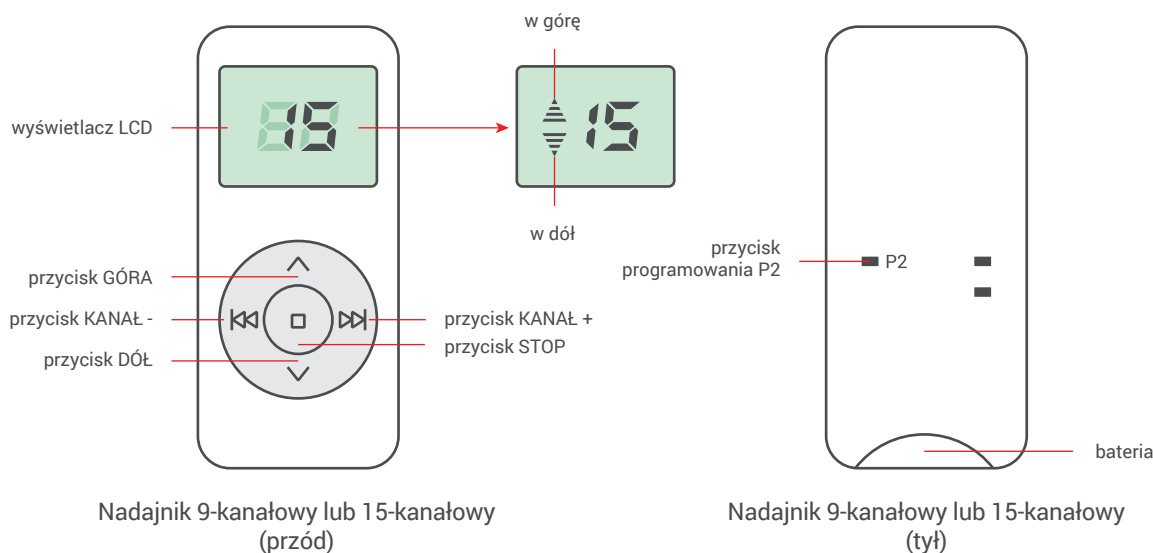 w górę
15
15
wyświetlacz LCD
w dół
przycisk
programowania P2
P2
przycisk GÓRA
przycisk KANAŁ -
przycisk KANAŁ +
przycisk STOP
przycisk DÓŁ
bateria
Nadajnik 9-kanałowy lub 15-kanałowy
(przód)
Nadajnik 9-kanałowy lub 15-kanałowy
(tył)